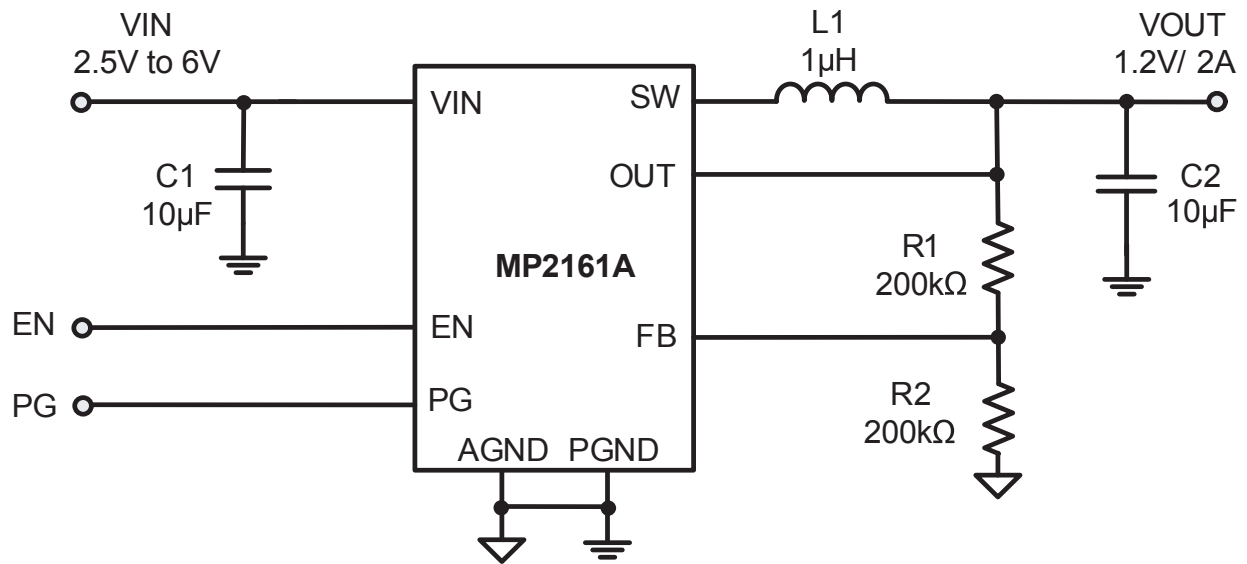 VIN
2.5V to 6V
L1
1µH
VOUT
1.2V/ 2A
VIN
SW
C1
10µF
OUT
C2
10µF
MP2161A
R1
200kΩ
EN
EN
FB
PG
PG
R2
200kΩ
AGND
PGND